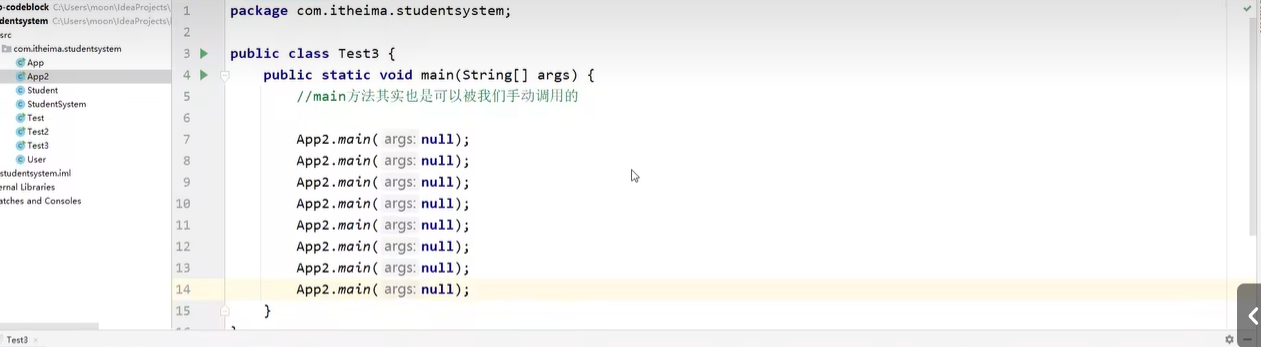 -codeblock C:\Users\moon\IdeaProjects\
dentsystem C:\Users\moon\IdeaProjects\
src
com.itheima.studentsystem
App
App2
Student
StudentSystem
Test
Test2
Test3
User
studentsystem.iml
ernal Libraries
atches and Consoles
1 package com.itheima.studentsystem;
2
3 public class Test3 {
4 public static void main(String[] args) {
5 //main方法其实也是可以被我们手动调用的
6
7 App2.main( args: null);
8 App2.main( args: null);
9 App2.main( args: null);
10 App2.main( args: null);
11 App2.main( args: null);
12 App2.main( args: null);
13 App2.main( args: null);
14 App2.main( args: null);
15 }
Test3 ×